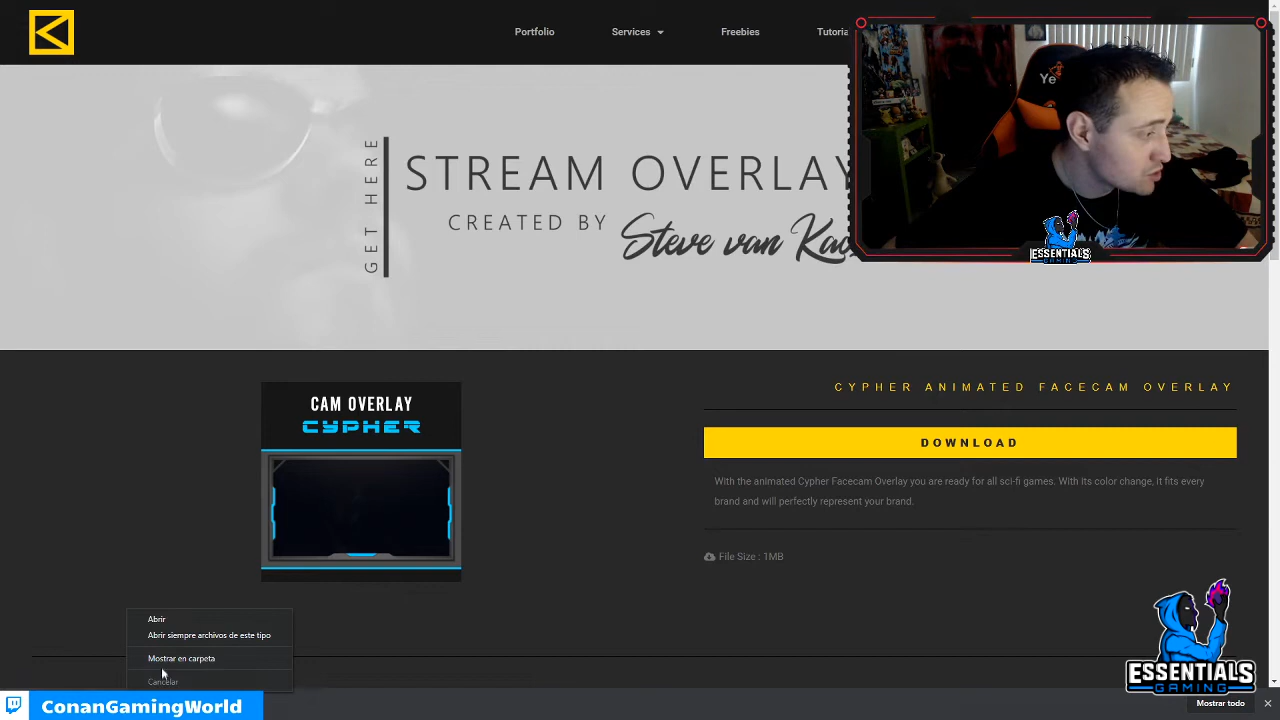 Portfolio
Services
Freebies
Ye
GET HERE
STREAM OVERLAY
CREATED BY Steve van
ESSENTIALS
GAMING
CAM OVERLAY
CYPHER
CYPHER ANIMATED FACECAM OVERLAY
DOWNLOAD
With the animated Cypher Facecam Overlay you are ready for all sci-fi games. With its color change, it fits every
brand and will perfectly represent your brand.
File Size : 1MB
Abrir
Abrir siempre archivos de este tipo
Mostrar en carpeta
Cancelar
ESSENTIALS
GAMING
ConanGamingWorld
Mostrar todo